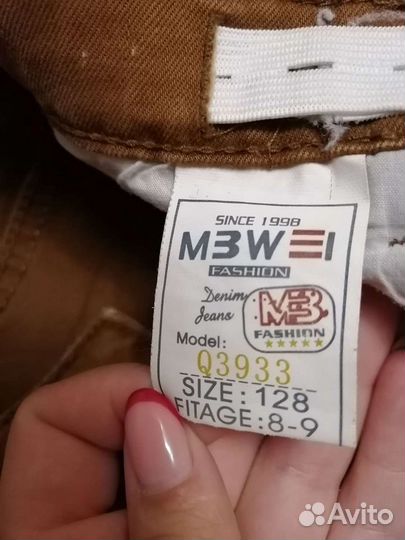 SINCE 1998
M3WEI
FASHION
Denim
Jeans
M3
FASHION
Model:
Q3933
SIZE: 128
FITAGE: 8-9
Avito